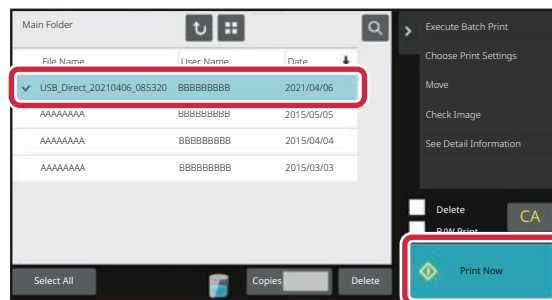 Main Folder
File Name User Name Date
USB_Direct_20210406_085320 BBBBBBBBB 2021/04/06
AAAAAAAA BBBBBBBBB 2015/05/05
AAAAAAAA BBBBBBBBB 2015/04/04
AAAAAAAA BBBBBBBBB 2015/03/03
Select All Copies Delete
Execute Batch Print
Choose Print Settings
Move
Check Image
See Detail Information
Delete
B/W Print
CA
Print Now